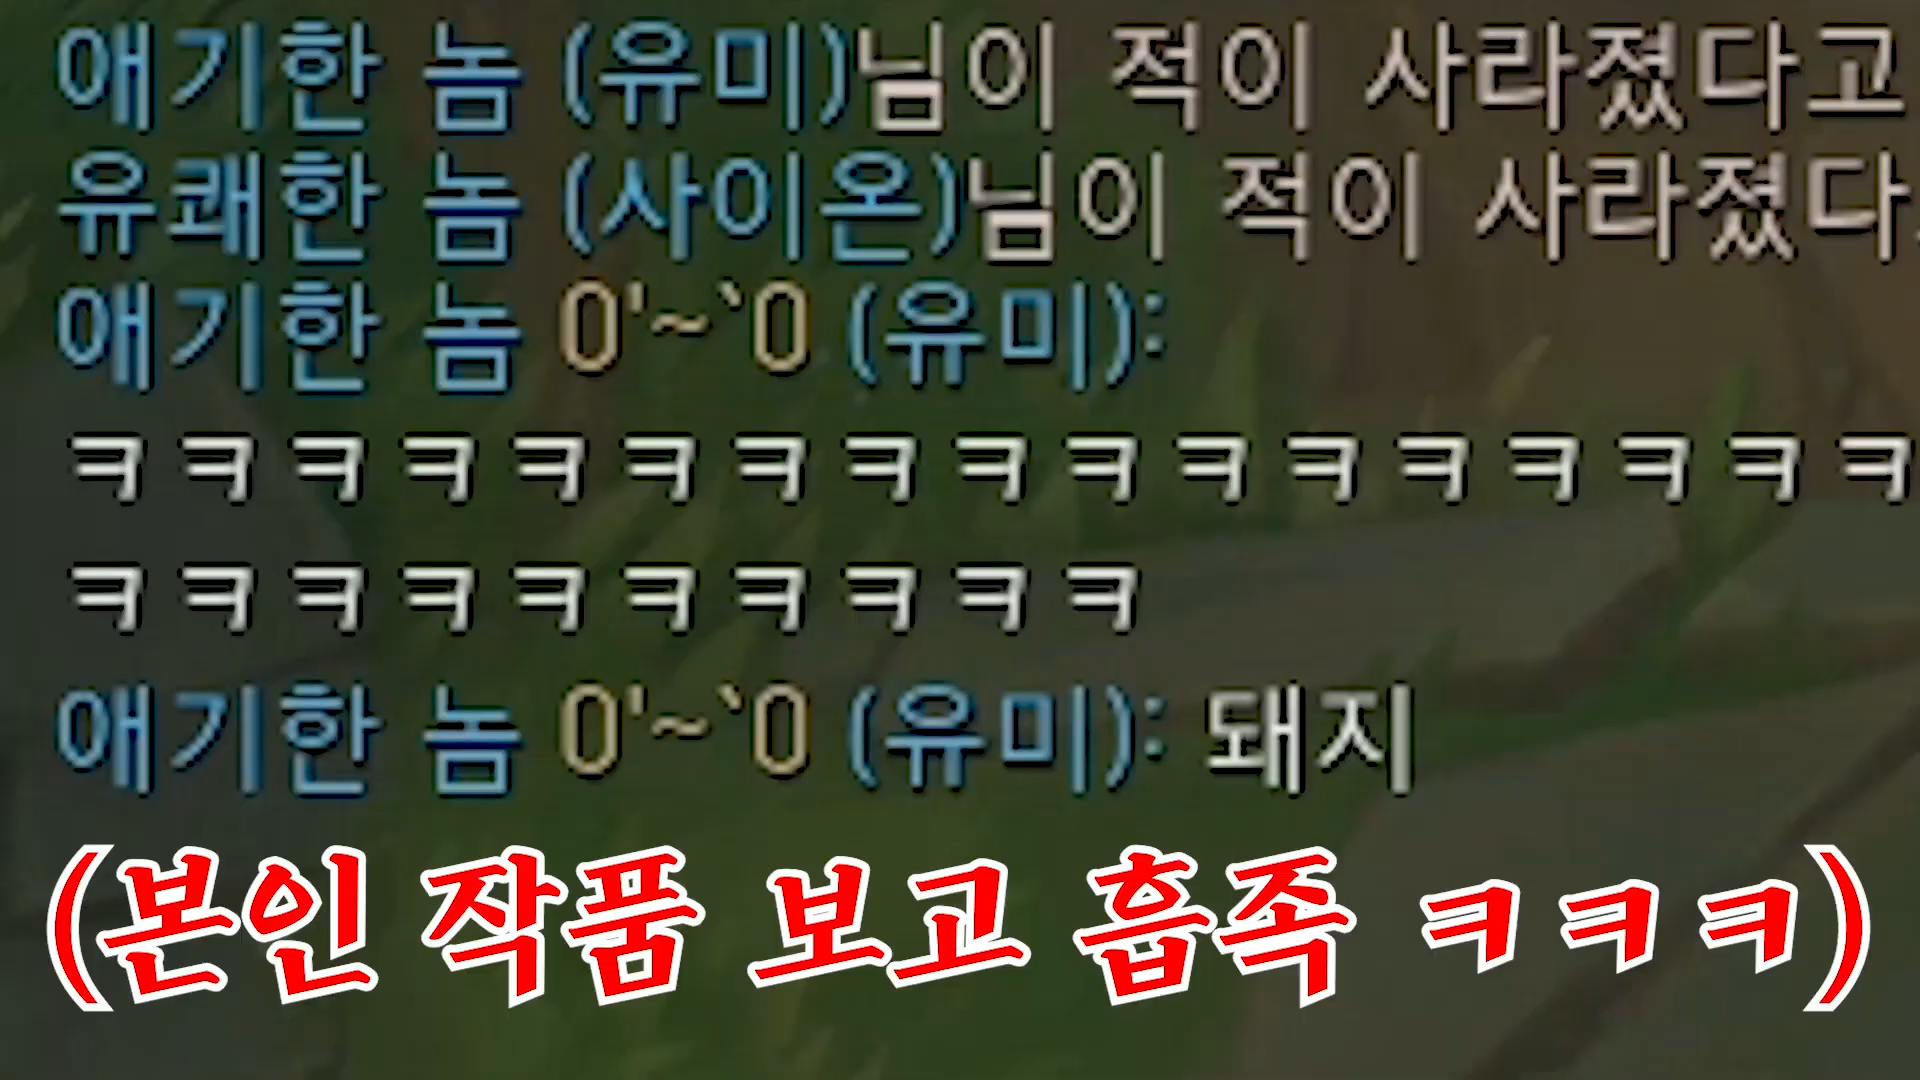 애기한 놈 (유미)님이 적이 사라졌다고
유쾌한 놈 (사이온)님이 적이 사라졌다
애기한 놈 0'~`0 (유미):
ㅋㅋㅋㅋㅋㅋㅋㅋㅋㅋㅋㅋㅋㅋㅋㅋㅋ
ㅋㅋㅋㅋㅋㅋㅋㅋㅋㅋ
애기한 놈 0'~`0 (유미): 돼지
(본인 작품 보고 흡족 ㅋㅋㅋ)